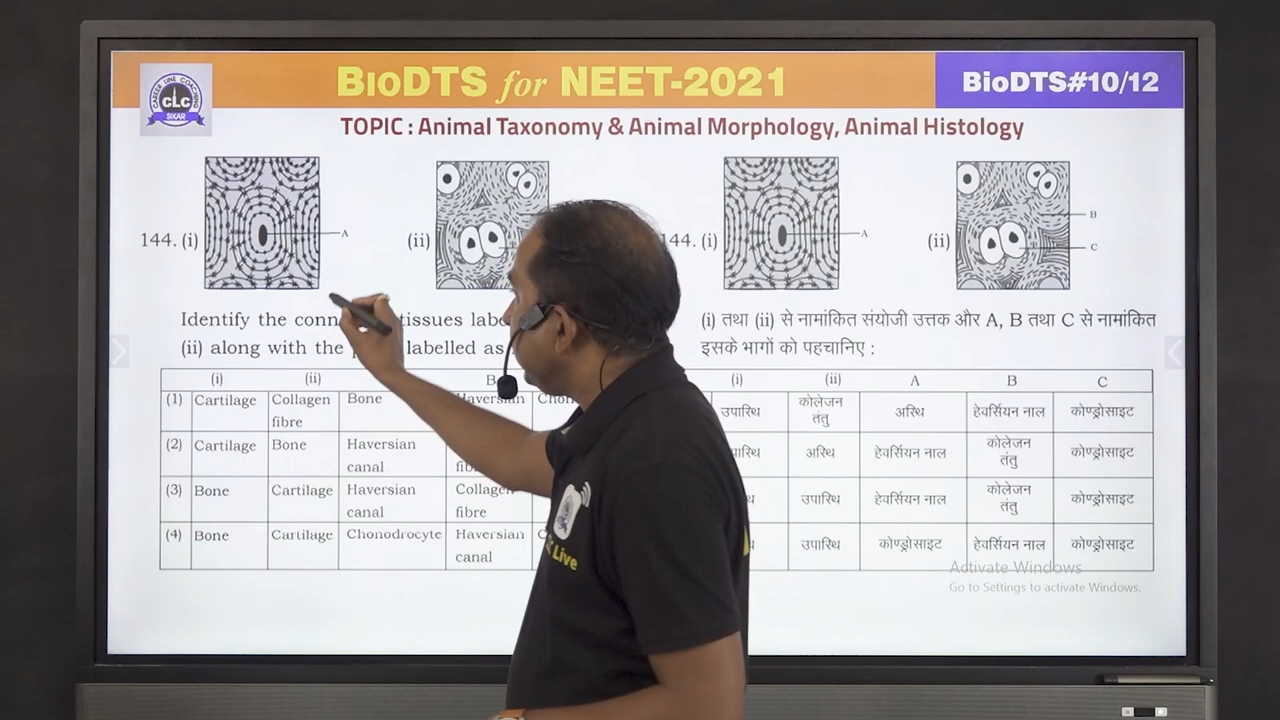 BIODTS for NEET-2021
BioDTS#10/12
CAREER LINE COACHING
CLC
SIKAR
TOPIC : Animal Taxonomy & Animal Morphology, Animal Histology
144. (i)
A
(ii)
Identify the tissues
(ii) along with the labelled as
(i) (ii) B
(1) Cartilage Collagen fibre Bone Haversian
(2) Cartilage Bone Haversian canal
(3) Bone Cartilage Haversian canal Collagen fibre
(4) Bone Cartilage Chonodrocyte Haversian canal
44. (i)
A
(ii)
B
C
(i) तथा (ii) से नामांकित संयोजी उत्तक और A, B तथा C से नामांकित
इसके भागों को पहचानिए :
(i) (ii) A B C
उपास्थि कोलेजन तंतु अस्थि हेवर्सियन नाल कोण्ड्रोसाइट
अस्थि हेवर्सियन नाल कोलेजन तंतु कोण्ड्रोसाइट
उपास्थि हेवर्सियन नाल कोलेजन तंतु कोण्ड्रोसाइट
उपास्थि कोण्ड्रोसाइट हेवर्सियन नाल कोण्ड्रोसाइट
Activate Windows
Go to Settings to activate Windows.
Live